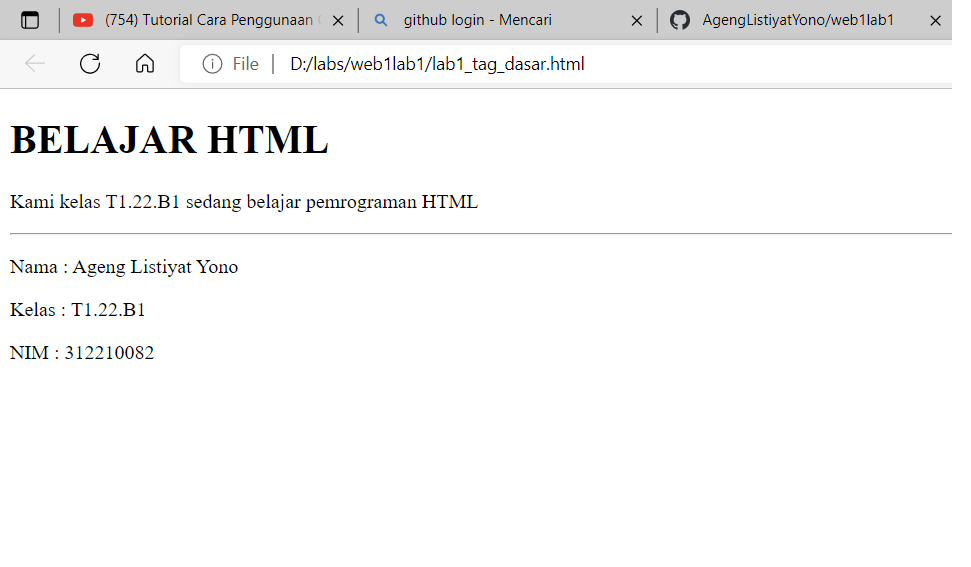 (754) Tutorial Cara Penggunaan
github login - Mencari
AgengListiyatYono/web1lab1
File
D:/labs/web1lab1/lab1_tag_dasar.html
BELAJAR HTML
Kami kelas T1.22.B1 sedang belajar pemrograman HTML
Nama : Ageng Listiyat Yono
Kelas : T1.22.B1
NIM : 312210082